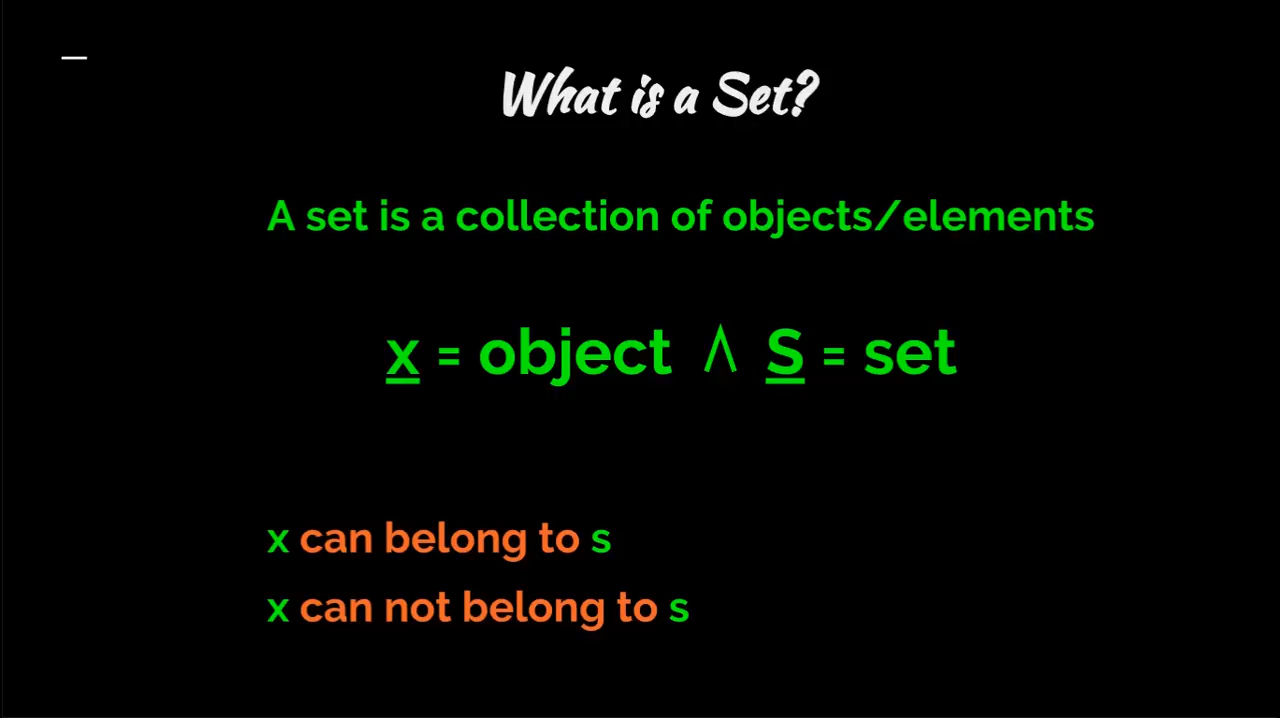 What is a Set?
A set is a collection of objects/elements
x = object ∧ S = set
x can belong to s
x can not belong to s